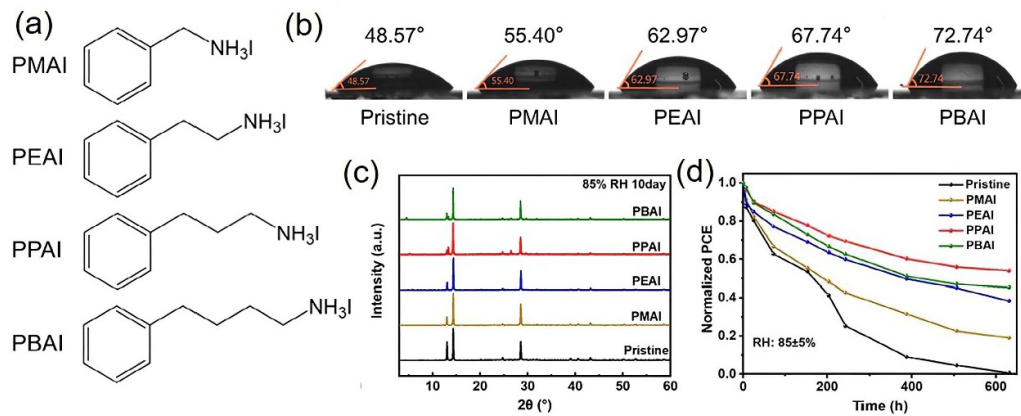 (a)
PMAI
NH3I
PEAI
NH3I
PPAI
NH3I
PBAI
NH3I
(b)
48.57° 55.40° 62.97° 67.74° 72.74°
48.57 55.40 62.97 67.74 72.74
Pristine PMAI PEAI PPAI PBAI
(c)
85% RH 10day
PBAI
PPAI
PEAI
PMAI
Pristine
Intensity (a.u.)
10 20 30 40 50 60
2θ (°)
(d)
Pristine
PMAI
PEAI
PPAI
PBAI
1.0
0.8
0.6
0.4
0.2
0.0
Normalized PCE
RH: 85±5%
0 200 400 600
Time (h)